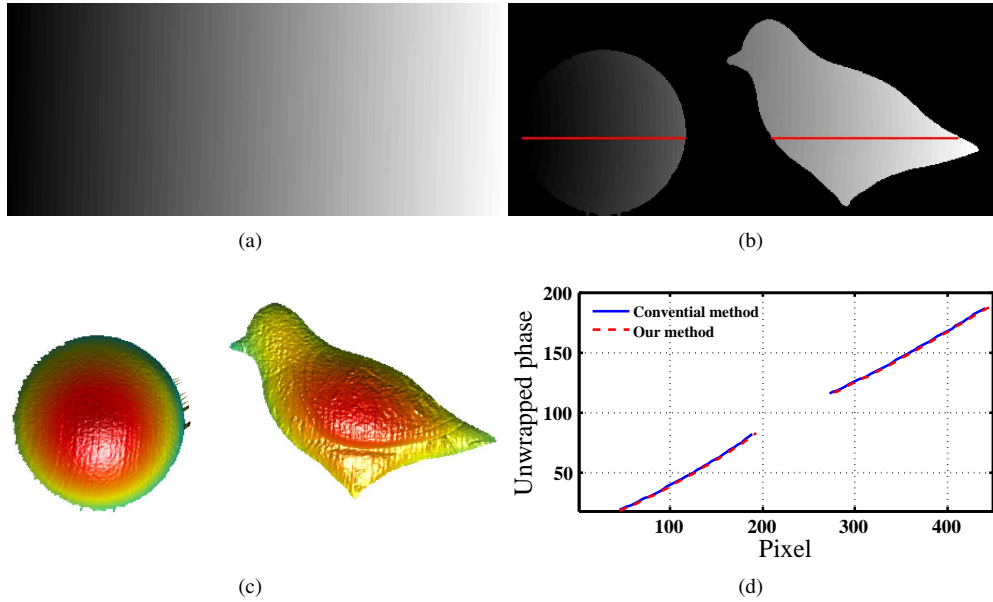 (a)
(b)
(c)
Unwrapped phase
200
150
100
50
Convential method
Our method
100
200
300
400
Pixel
(d)